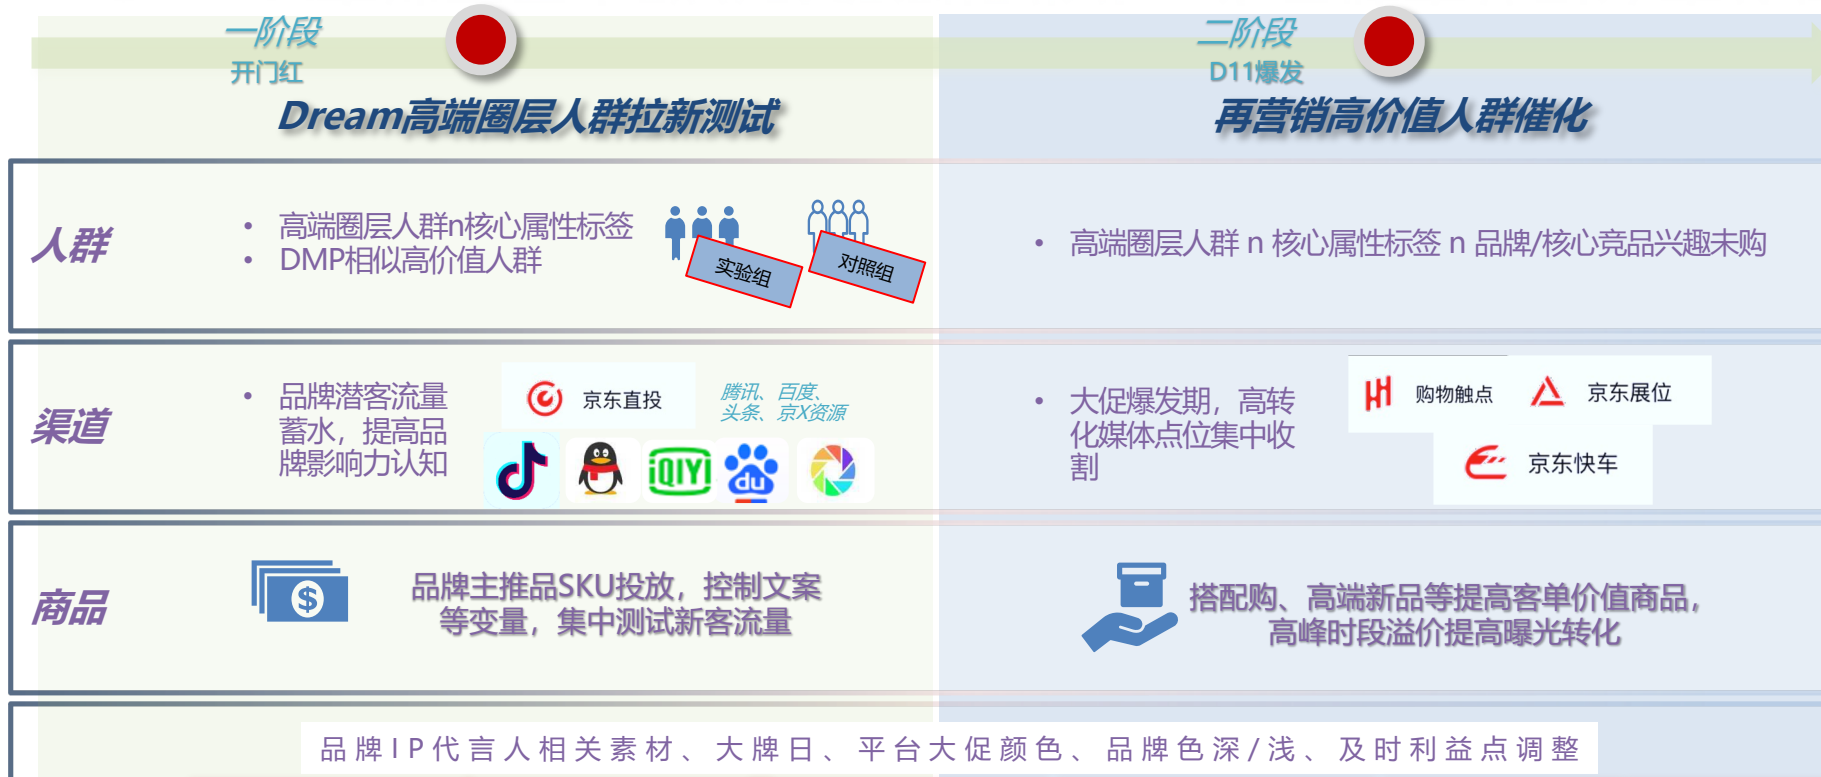 一阶段
开门红
Dream高端圈层人群拉新测试
二阶段
D11爆发
再营销高价值人群催化
人群
• 高端圈层人群n核心属性标签
• DMP相似高价值人群
实验组
对照组
• 高端圈层人群 n 核心属性标签 n 品牌/核心竞品兴趣未购
渠道
• 品牌潜客流量
蓄水，提高品
牌影响力认知
京东直投
腾讯、百度、
头条、京X资源
iQIYI
du
• 大促爆发期，高转
化媒体点位集中收
割
购物触点
京东展位
京东快车
商品
$
品牌主推品SKU投放，控制文案
等变量，集中测试新客流量
搭配购、高端新品等提高客单价值商品，
高峰时段溢价提高曝光转化
品牌IP代言人相关素材、大牌日、平台大促颜色、品牌色深/浅、及时利益点调整